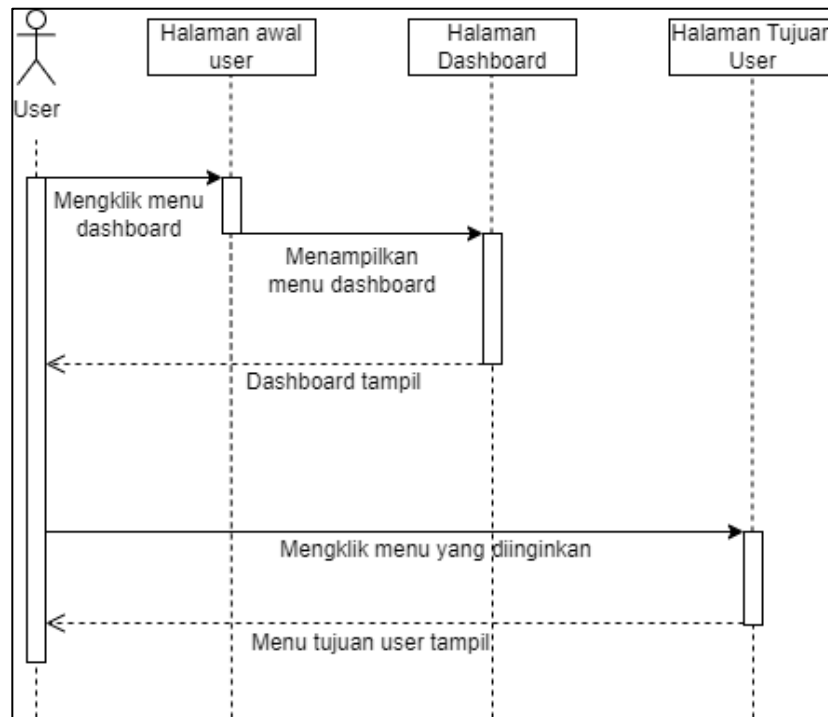 Halaman awal
user
Halaman
Dashboard
Halaman Tujuan
User
User
Mengklik menu
dashboard
Menampilkan
menu dashboard
Dashboard tampil
Mengklik menu yang diinginkan
Menu tujuan user tampil